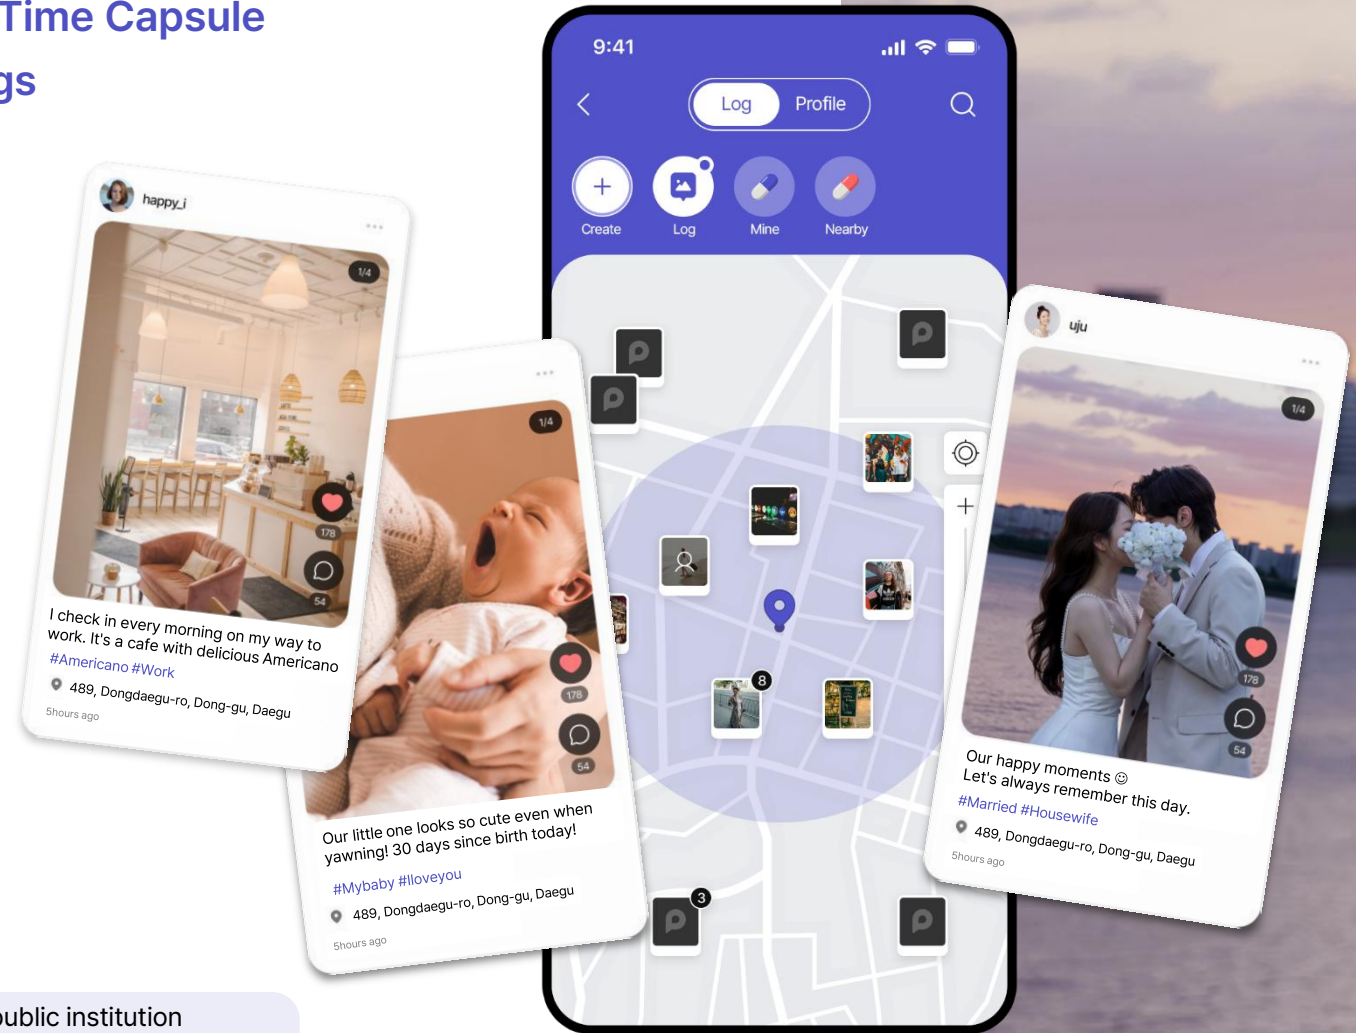 Time Capsule
gs
9:41
Log
Profile
Create
Log
Mine
Nearby
happy_i
1/4
178
54
I check in every morning on my way to
work. It's a cafe with delicious Americano
#Americano #Work
489, Dongdaegu-ro, Dong-gu, Daegu
5hours ago
1/4
178
54
Our little one looks so cute even when
yawning! 30 days since birth today!
#Mybaby #Iloveyou
489, Dongdaegu-ro, Dong-gu, Daegu
5hours ago
8
3
uju
1/4
178
54
Our happy moments ☺
Let's always remember this day.
#Married #Housewife
489, Dongdaegu-ro, Dong-gu, Daegu
5hours ago
public institution